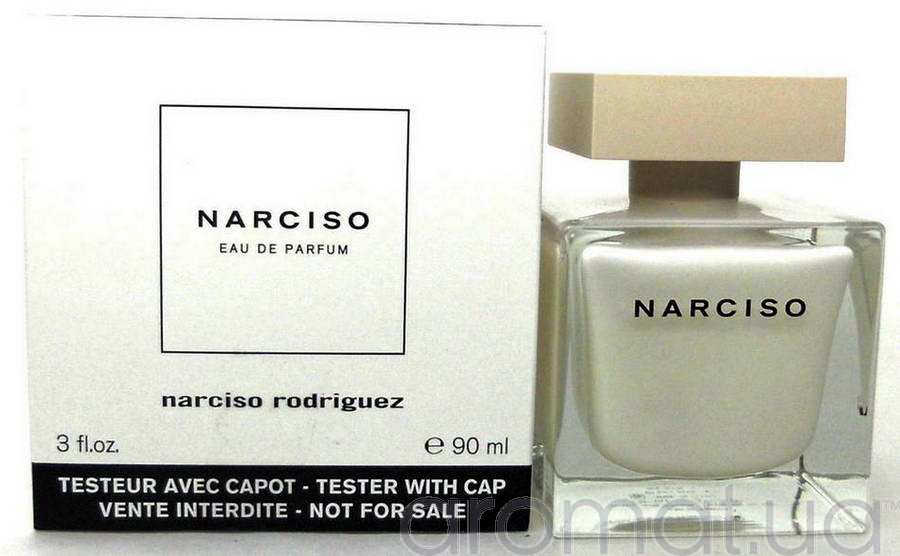 NARCISO
EAU DE PARFUM
narciso rodriguez
3 fl.oz.
℮ 90 ml
TESTEUR AVEC CAPOT - TESTER WITH CAP
VENTE INTERDITE - NOT FOR SALE
NARCISO
aromat.ua™